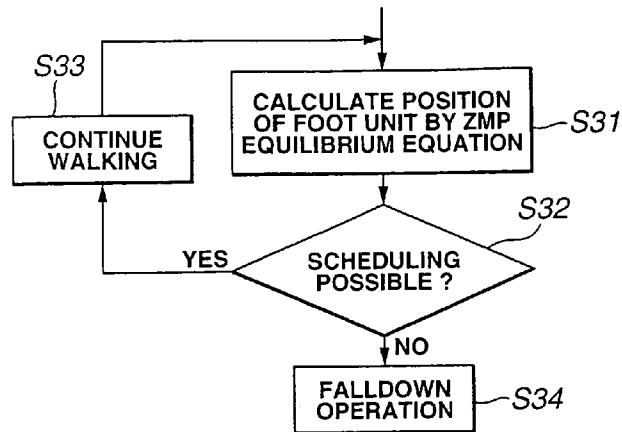 S33
CONTINUE
WALKING
CALCULATE POSITION
OF FOOT UNIT BY ZMP
EQUILIBRIUM EQUATION
S31
S32
YES
SCHEDULING
POSSIBLE ?
NO
FALLDOWN
OPERATION
S34